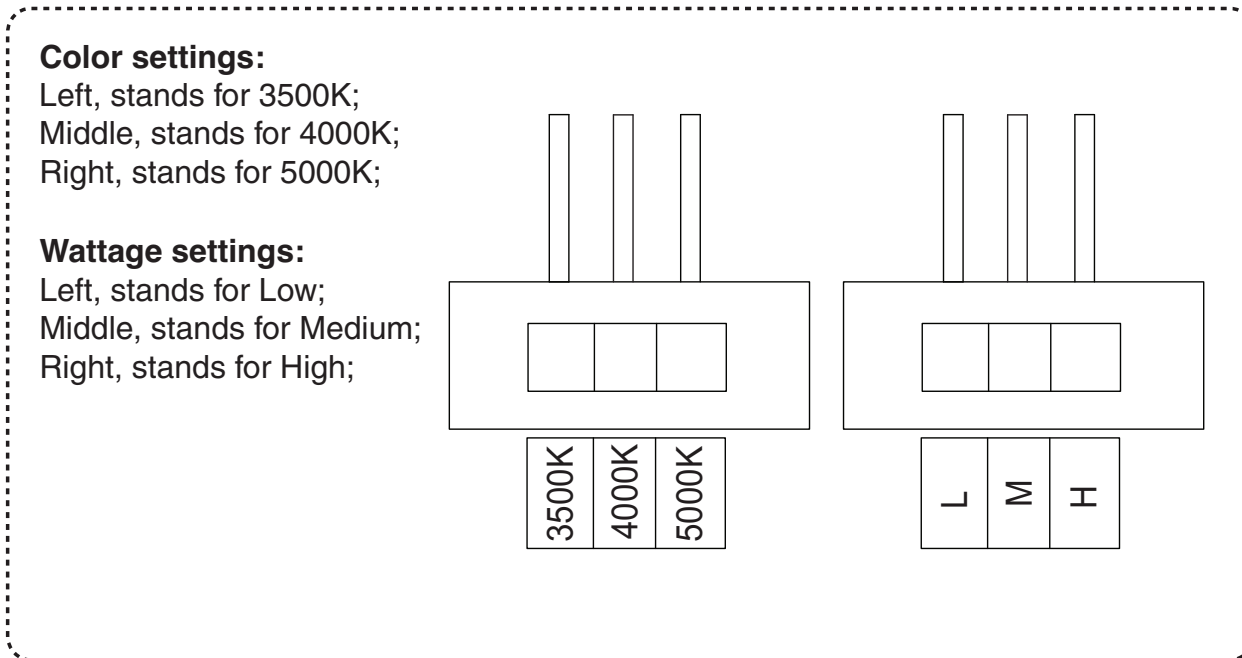 Color settings:
Left, stands for 3500K;
Middle, stands for 4000K;
Right, stands for 5000K;
Wattage settings:
Left, stands for Low;
Middle, stands for Medium;
Right, stands for High;
3500K
4000K
5000K
L
M
H